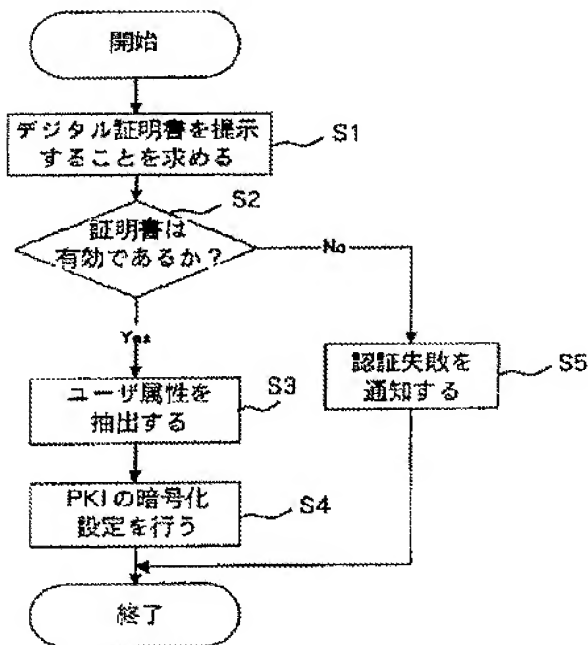 開始
デジタル証明書を提示
することを求める
S1
S2
証明書は
有効であるか？
No
Yes
ユーザ属性を
抽出する
S3
認証失敗を
通知する
S5
PKIの暗号化
設定を行う
S4
終了